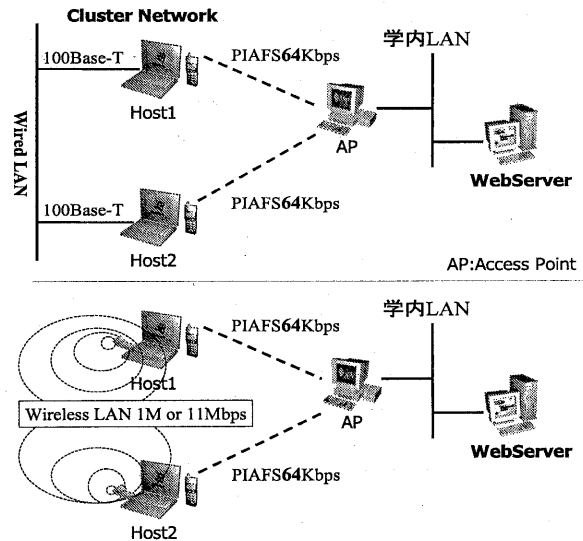 Cluster Network
100Base-T
PIAFS64Kbps
学内LAN
Host1
AP
Wired LAN
WebServer
100Base-T
PIAFS64Kbps
Host2
AP:Access Point
学内LAN
PIAFS64Kbps
Host1
Wireless LAN 1M or 11Mbps
AP
WebServer
PIAFS64Kbps
Host2